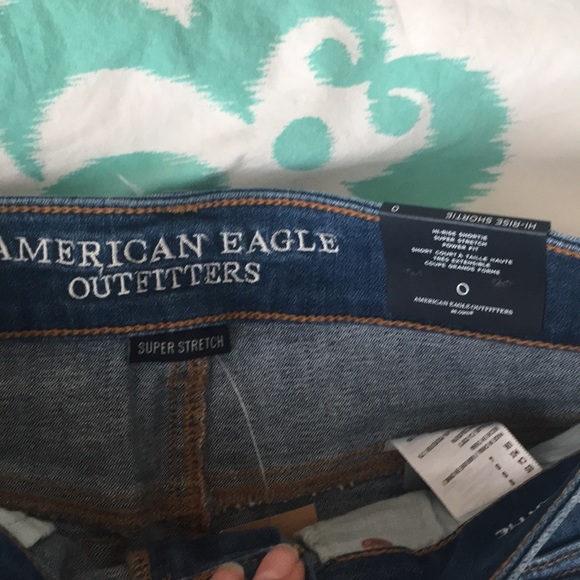 AMERICAN EAGLE
OUTFITTERS
SUPER STRETCH
0
HI-RISE SHORTIE
HI-RISE SHORTIE
SUPER STRETCH
POWER FIT
SHORT COURT À TAILLE HAUTE
TRÈS EXTENSIBLE
COUPE GRANDE FORME
0
AMERICAN EAGLE OUTFITTERS